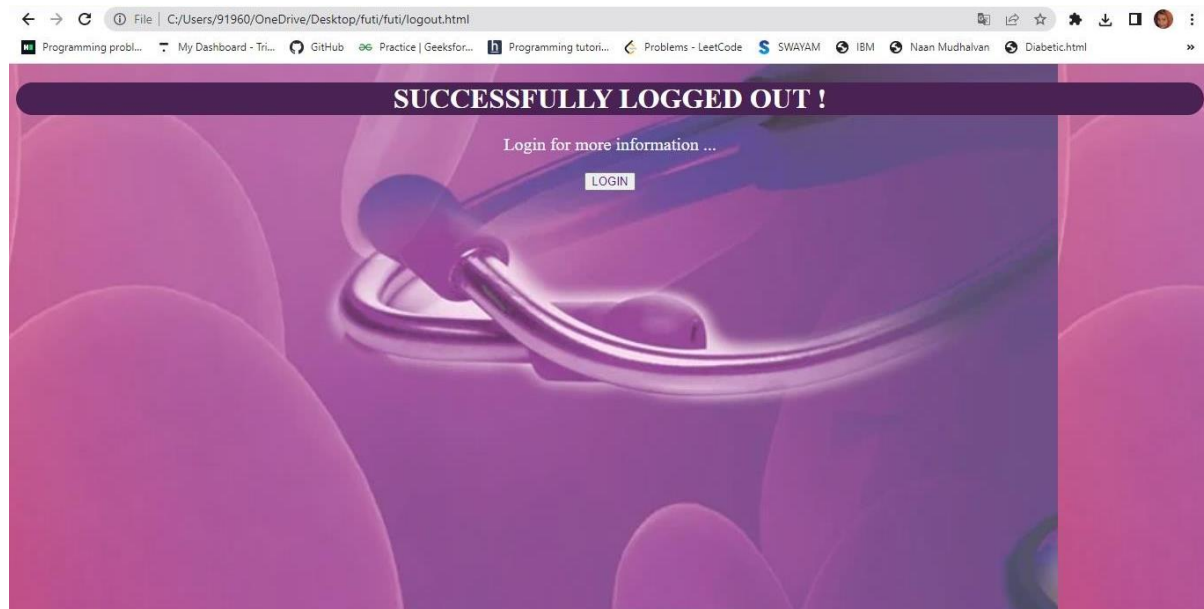 File | C:/Users/91960/OneDrive/Desktop/futi/futi/logout.html
Programming probl... My Dashboard - Tri... GitHub Practice | Geeksfor... Programming tutori... Problems - LeetCode SWAYAM IBM Naan Mudhalvan Diabetic.html »
SUCCESSFULLY LOGGED OUT !
Login for more information ...
LOGIN